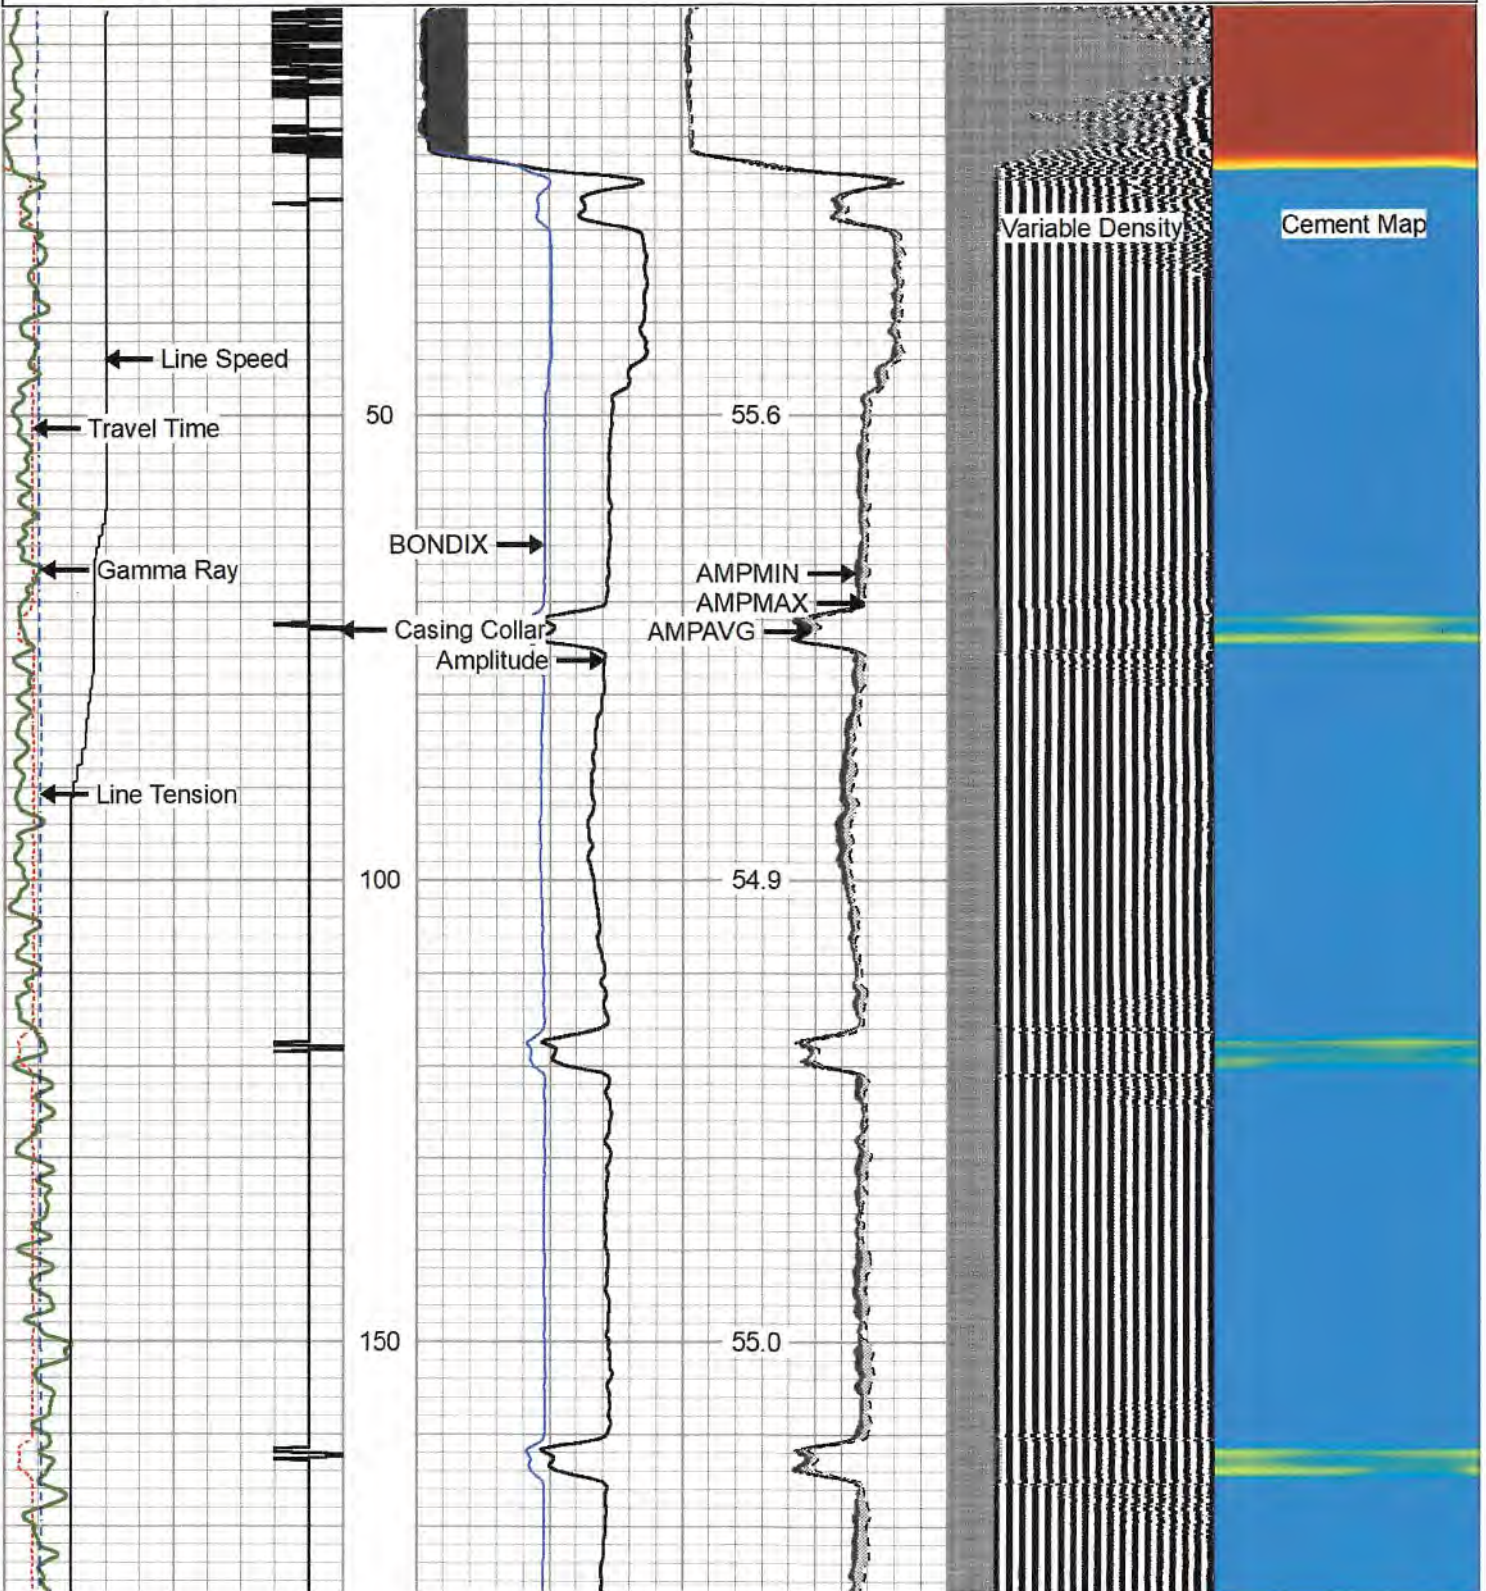 Variable Density
Cement Map
Line Speed
50
55.6
Travel Time
BONDIX
Gamma Ray
AMPMIN
AMPMAX
Casing Collar
AMPAVG
Amplitude
Line Tension
100
54.9
150
55.0